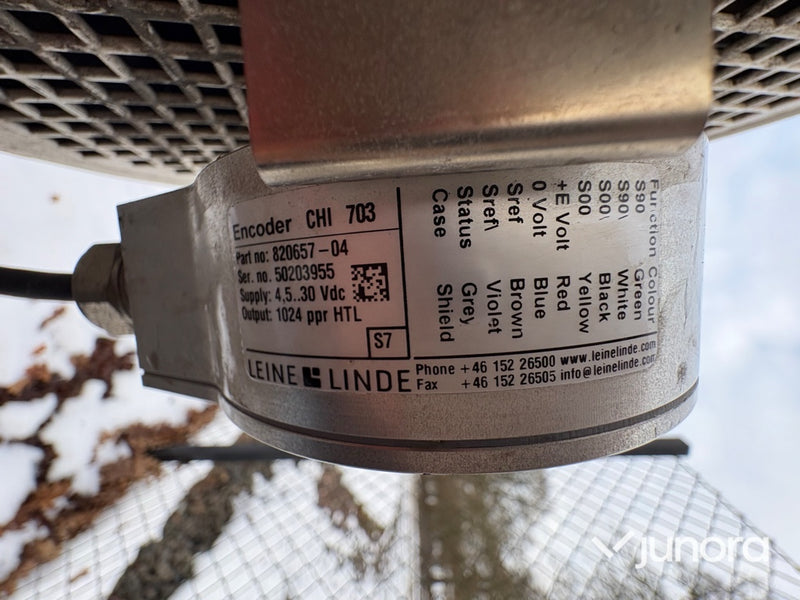 Encoder CHI 703
Part no: 820657-04
Ser. no. 50203955
Supply: 4,5..30 Vdc
Output: 1024 ppr HTL
S7
Function Colour
S90 Green
S90\ White
S00\ Black
S00 Yellow
+E Volt Red
0 Volt Blue
Sref Brown
Sref\ Violet
Status Grey
Case Shield
LEINE LINDE
Phone +46 152 26500 www.leinelinde.com
Fax +46 152 26505 info@leinelinde.com
junora